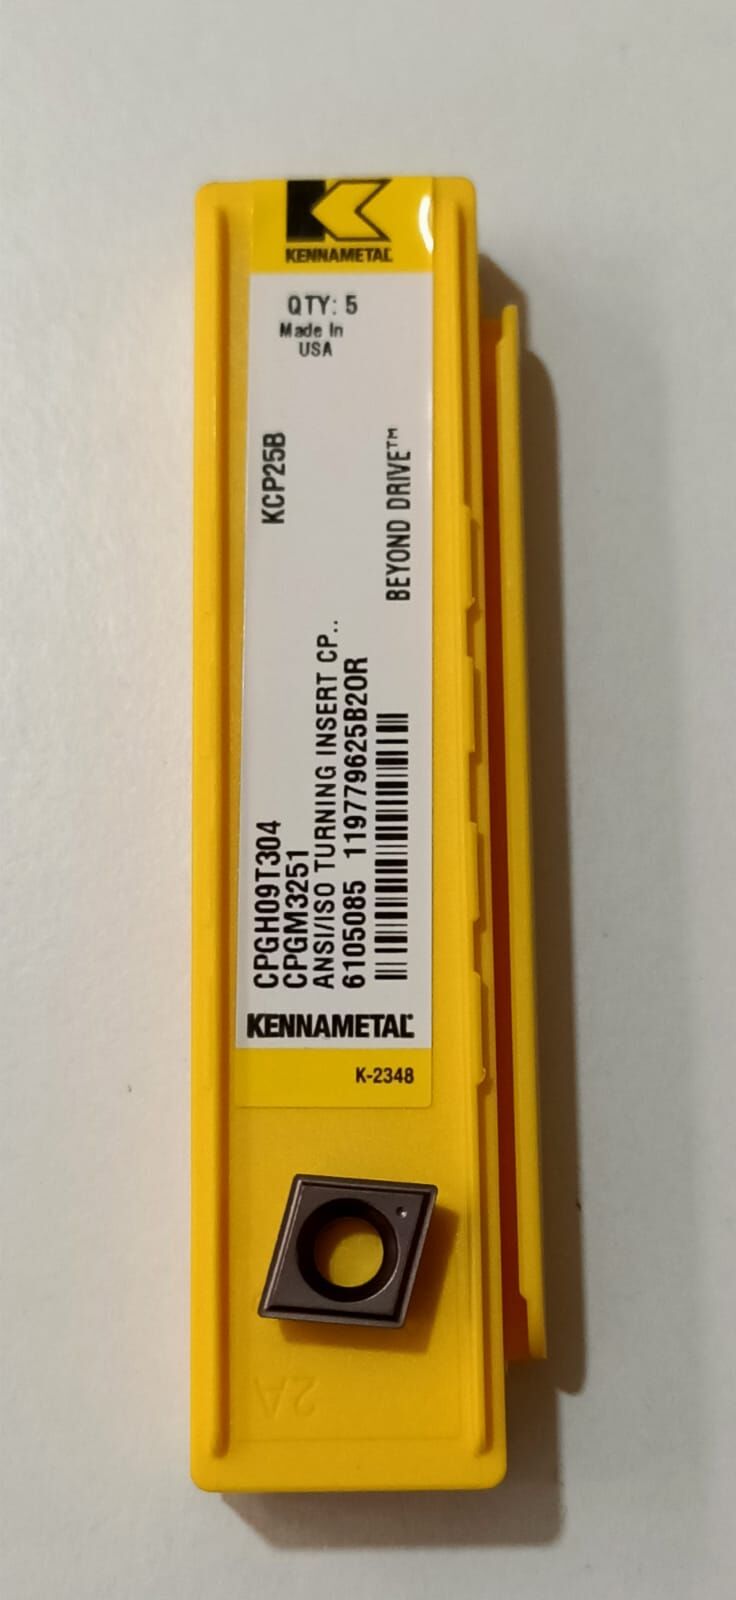 KENNAMETAL
QTY: 5
Made In
USA
KCP25B
CPGH09T304
CPGM3251
ANSI/ISO TURNING INSERT CP..
6105085 119779625B20R
BEYOND DRIVE™
KENNAMETAL
K-2348
2A